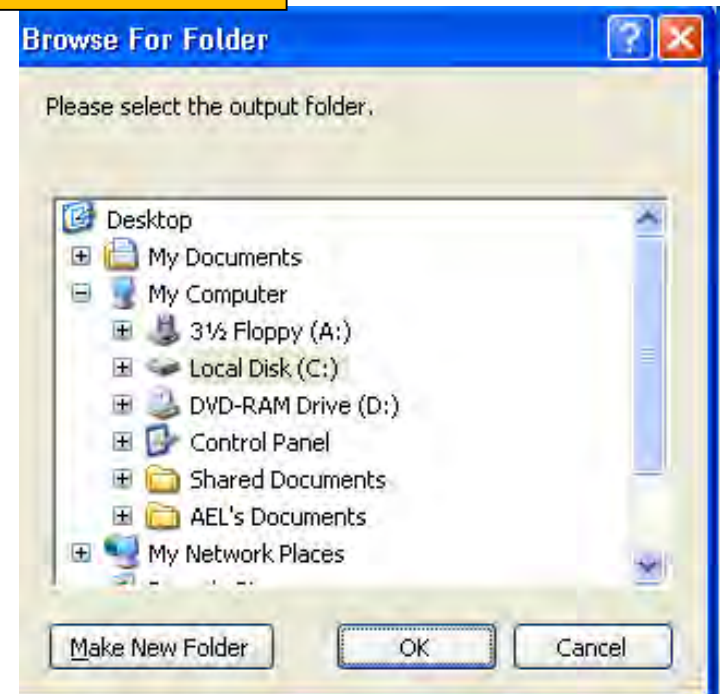 Browse For Folder
Please select the output folder.
Desktop
My Documents
My Computer
3½ Floppy (A:)
Local Disk (C:)
DVD-RAM Drive (D:)
Control Panel
Shared Documents
AEL's Documents
My Network Places
Make New Folder
OK
Cancel